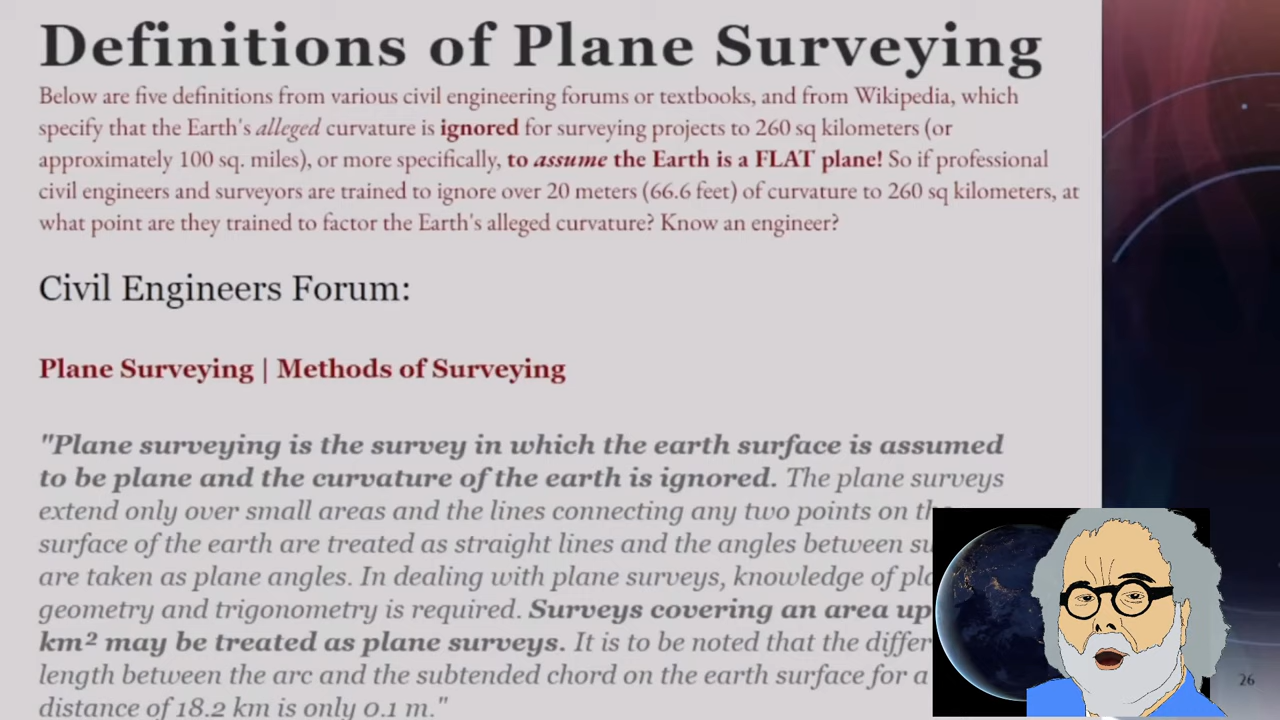 Definitions of Plane Surveying
Below are five definitions from various civil engineering forums or textbooks, and from Wikipedia, which
specify that the Earth's alleged curvature is ignored for surveying projects to 260 sq kilometers (or
approximately 100 sq. miles), or more specifically, to assume the Earth is a FLAT plane! So if professional
civil engineers and surveyors are trained to ignore over 20 meters (66.6 feet) of curvature to 260 sq kilometers, at
what point are they trained to factor the Earth's alleged curvature? Know an engineer?
Civil Engineers Forum:
Plane Surveying | Methods of Surveying
"Plane surveying is the survey in which the earth surface is assumed
to be plane and the curvature of the earth is ignored. The plane surveys
extend only over small areas and the lines connecting any two points on
surface of the earth are treated as straight lines and the angles between
are taken as plane angles. In dealing with plane surveys, knowledge of
geometry and trigonometry is required. Surveys covering an area up
km² may be treated as plane surveys. It is to be noted that the
length between the arc and the subtended chord on the earth surface for a
distance of 18.2 km is only 0.1 m."
26